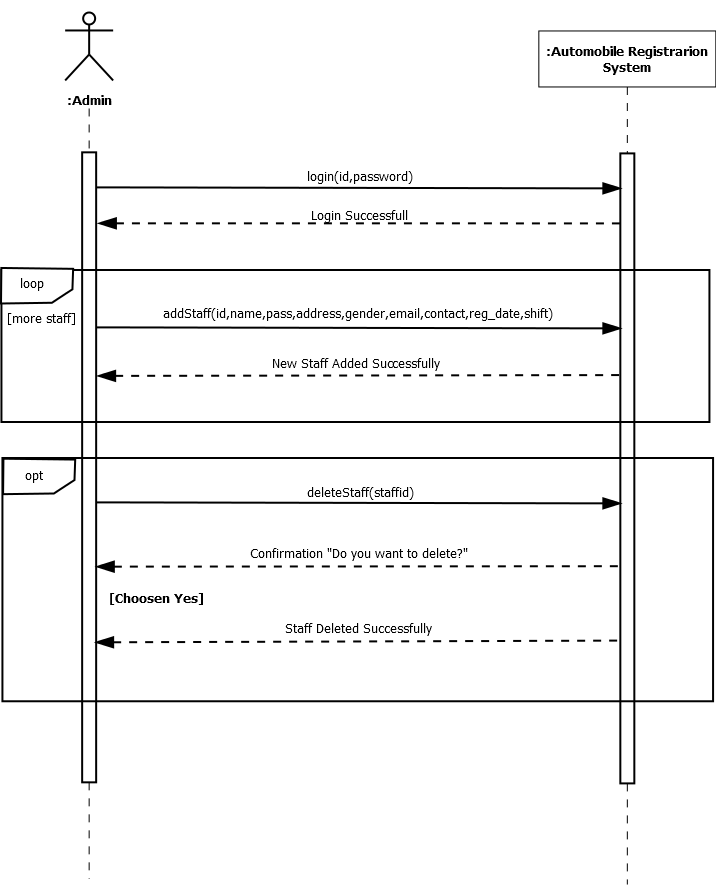 :Automobile Registrarion
System
:Admin
login(id,password)
Login Successfull
loop
[more staff]
addStaff(id,name,pass,address,gender,email,contact,reg_date,shift)
New Staff Added Successfully
opt
deleteStaff(staffid)
Confirmation "Do you want to delete?"
[Choosen Yes]
Staff Deleted Successfully